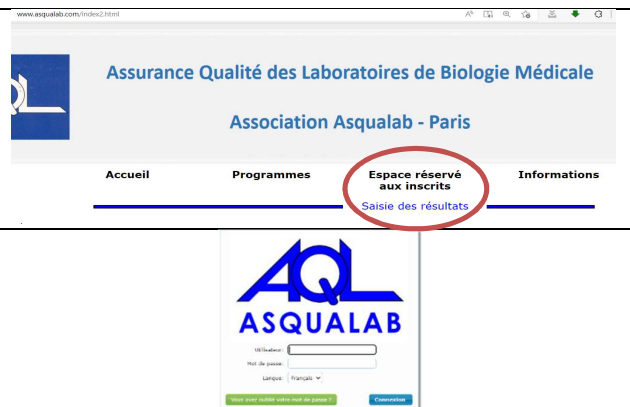 www.asqualab.com/index2.html
Assurance Qualité des Laboratoires de Biologie Médicale
Association Asqualab - Paris
Accueil Programmes Espace réservé aux inscrits Informations
Saisie des résultats
AQL
ASQUALAB
Utilisateur:
Mot de passe:
Langue: Français
Vous avez oublié votre mot de passe ? Connexion